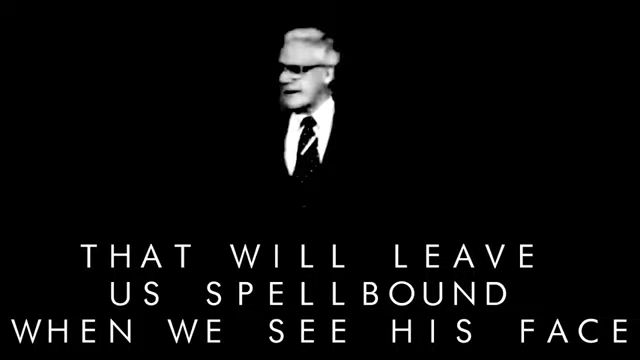 THAT WILL LEAVE
US SPELLBOUND
WHEN WE SEE HIS FACE